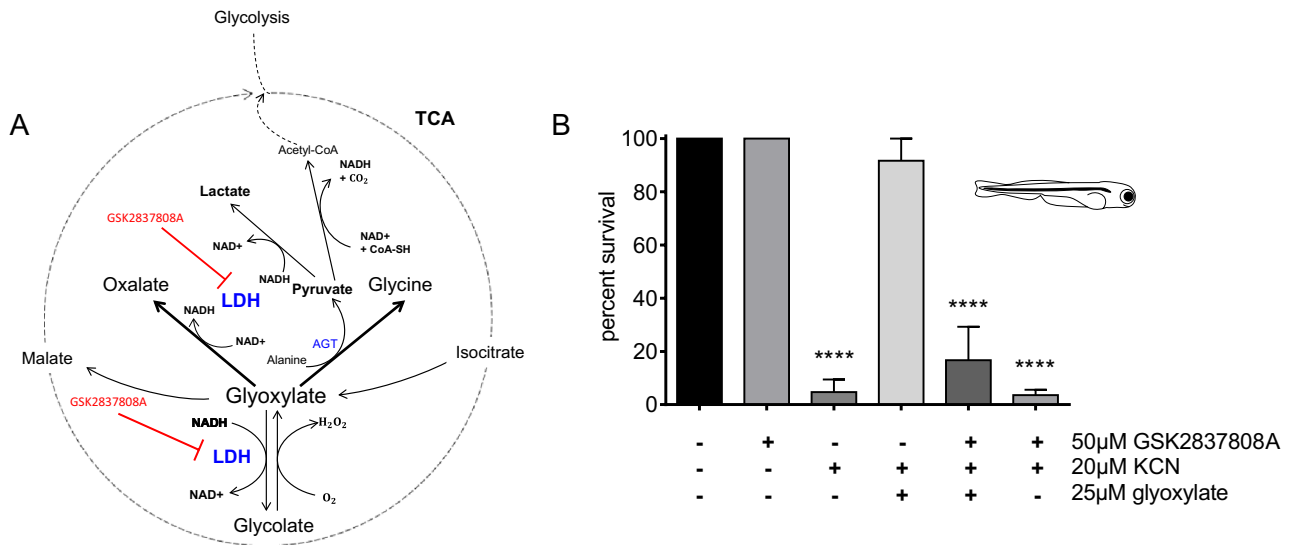 Glycolysis
A
TCA
Acetyl-CoA
NADH
+ CO₂
Lactate
GSK2837808A
NAD+
NAD+
+ CoA-SH
NADH
Pyruvate
Oxalate
Glycine
LDH
NADH
NAD+
AGT
Alanine
Malate
Isocitrate
Glyoxylate
GSK2837808A
NADH
H₂O₂
LDH
NAD+
O₂
Glycolate
B
percent survival
100
80
60
40
20
0
****
****
****
- + - - + + 50µM GSK2837808A
- - + + + + 20µM KCN
- - - + + - 25µM glyoxylate